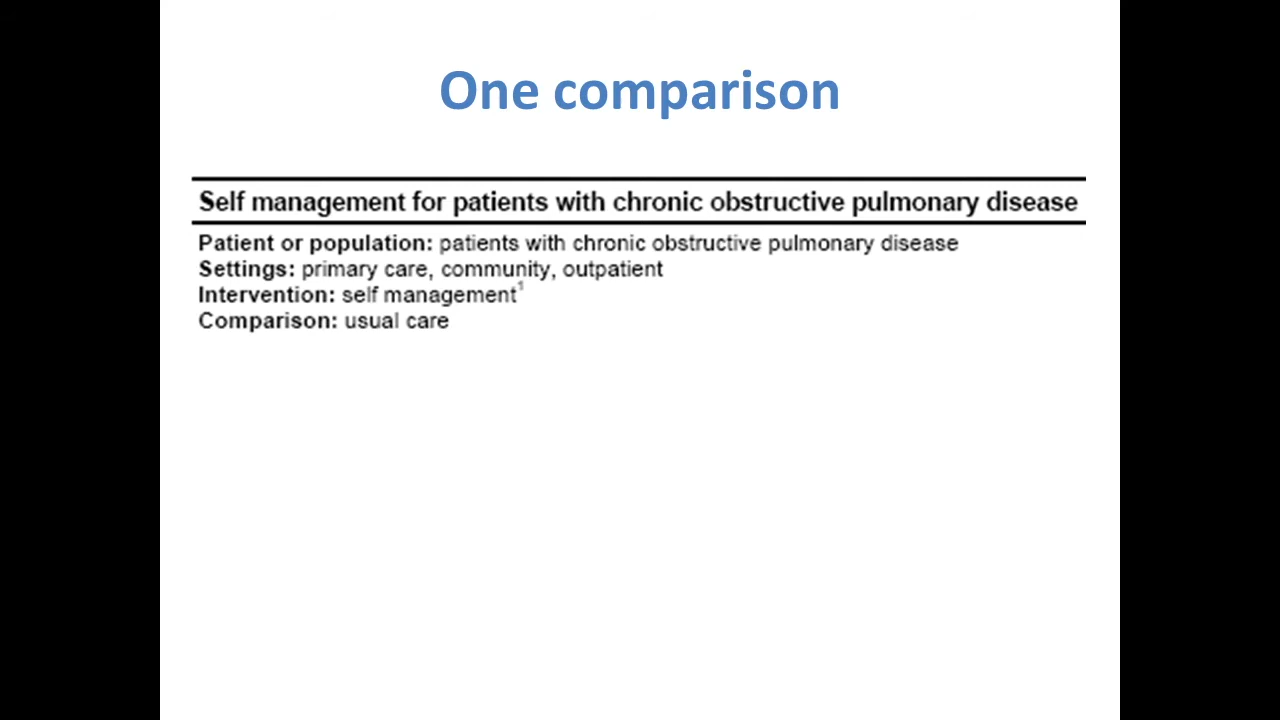 One comparison
Self management for patients with chronic obstructive pulmonary disease
Patient or population: patients with chronic obstructive pulmonary disease
Settings: primary care, community, outpatient
Intervention: self management¹
Comparison: usual care